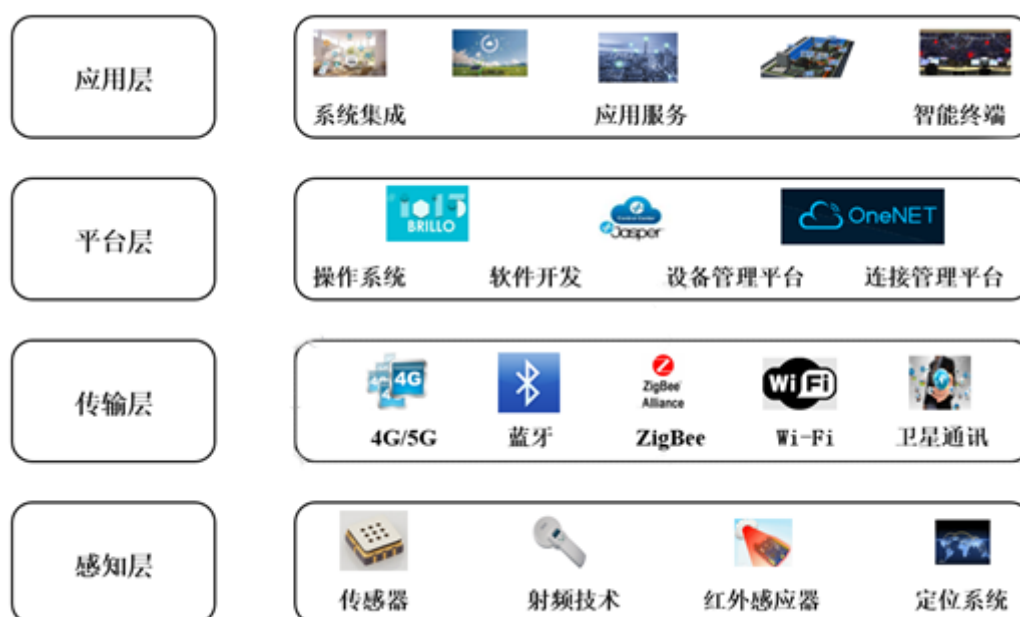 应用层
系统集成
应用服务
智能终端
平台层
BRILLO
Control Center
Jasper
OneNET
操作系统
软件开发
设备管理平台
连接管理平台
传输层
4G
4G/5G
蓝牙
ZigBee
Alliance
ZigBee
Wi Fi
Wi-Fi
卫星通讯
感知层
传感器
射频技术
红外感应器
定位系统